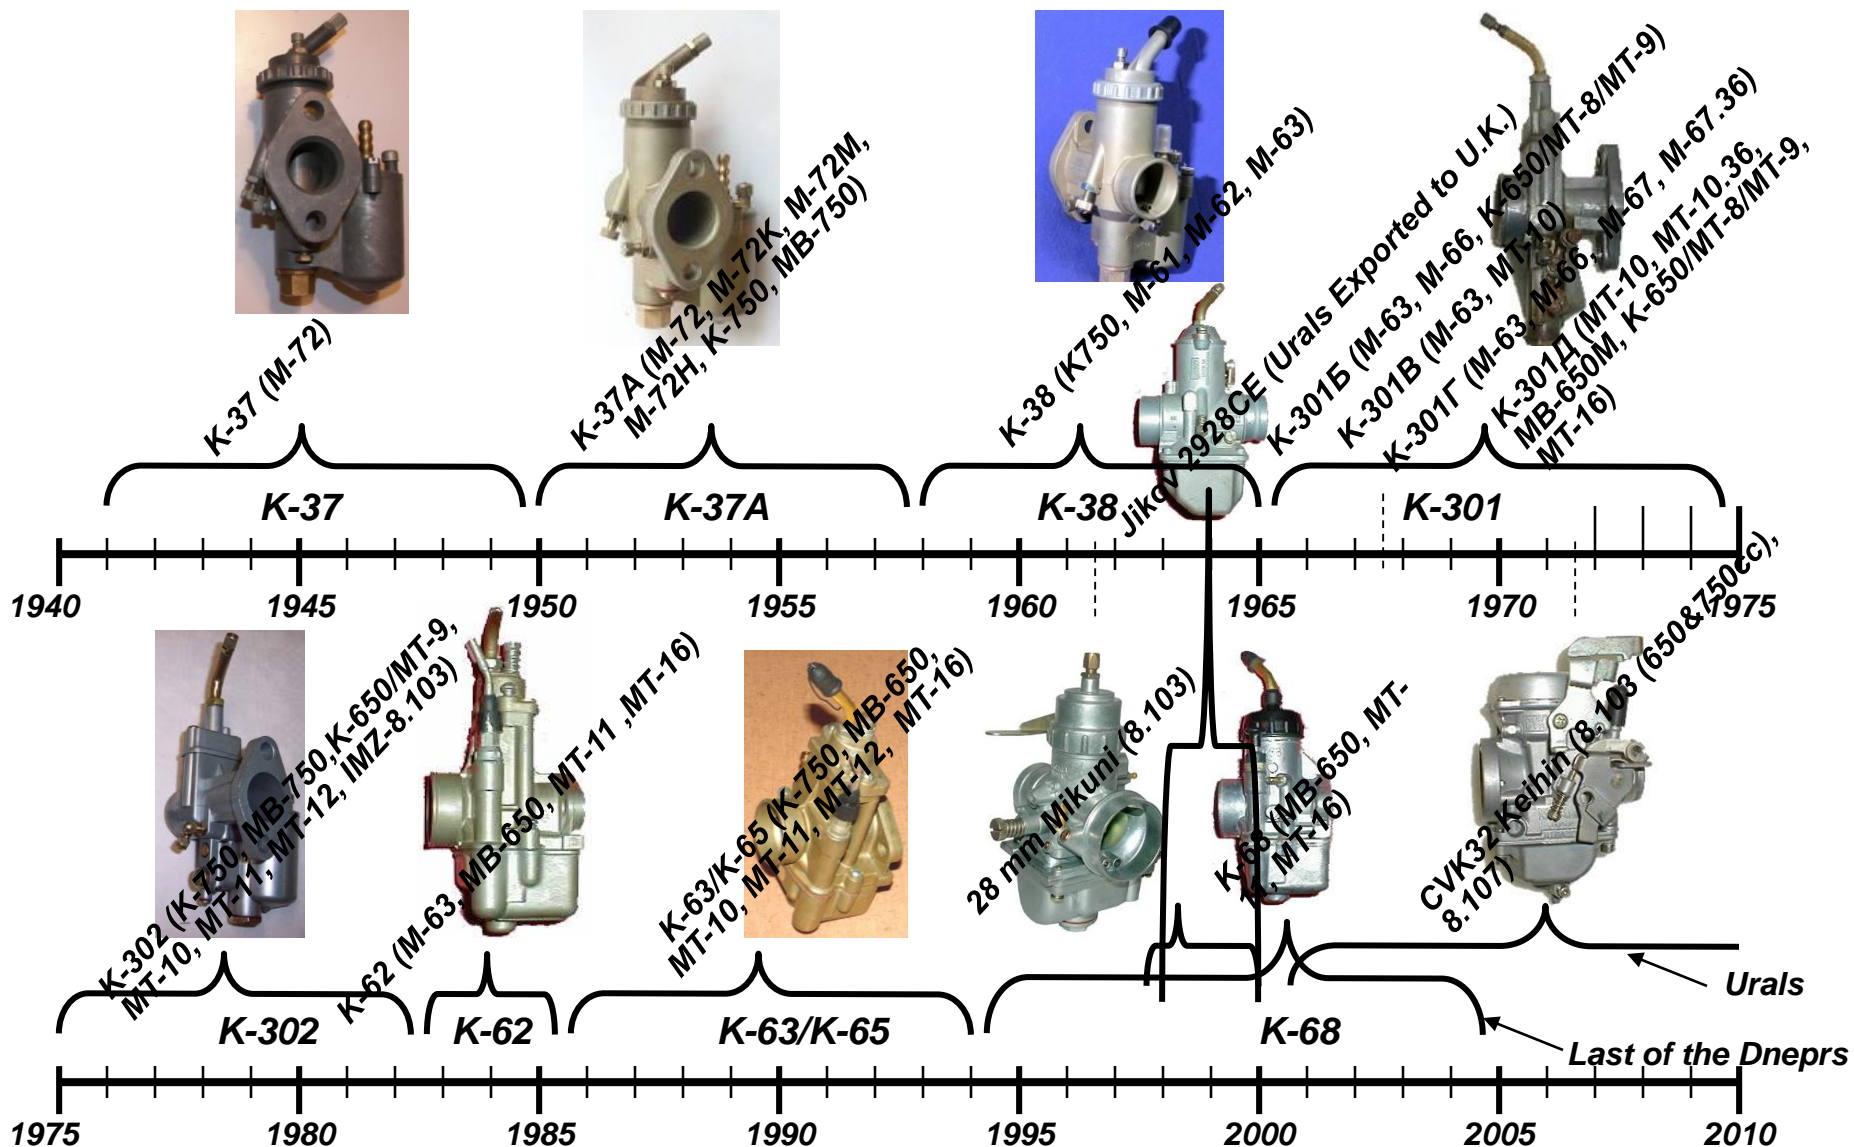 K-37 (M-72)
K-37A (M-72, M-72K, M-72M,
M-72H, K-750, MB-750)
K-38 (K750, M-61, M-62, M-63)
Jikov 2928CE (Urals Exported to U.K.)
K-301Б (M-63, M-66, K-650/MT-8/MT-9)
K-301B (M-63, MT-10)
K-301Г (M-63, M-66, M-67, M-67.36)
K-301Д (MT-10, MT-10.36,
MB-650M, K-650/MT-8/MT-9,
MT-16)
K-37
K-37A
K-38
K-301
1940
1945
1950
1955
1960
1965
1970
1975
K-302 (K-750, MB-750,K-650/MT-9,
MT-10, MT-11, MT-12, IMZ-8.103)
K-62 (M-63, MB-650, MT-11 ,MT-16)
K-63/K-65 (K-750, MB-650,
MT-10, MT-11, MT-12, MT-16)
28 mm Mikuni (8.103)
K-68 (MB-650, MT-
11, MT-16)
CVK32 Keihin (8.103 (650&750cc),
8.107)
Urals
K-302
K-62
K-63/K-65
K-68
Last of the Dneprs
1975
1980
1985
1990
1995
2000
2005
2010